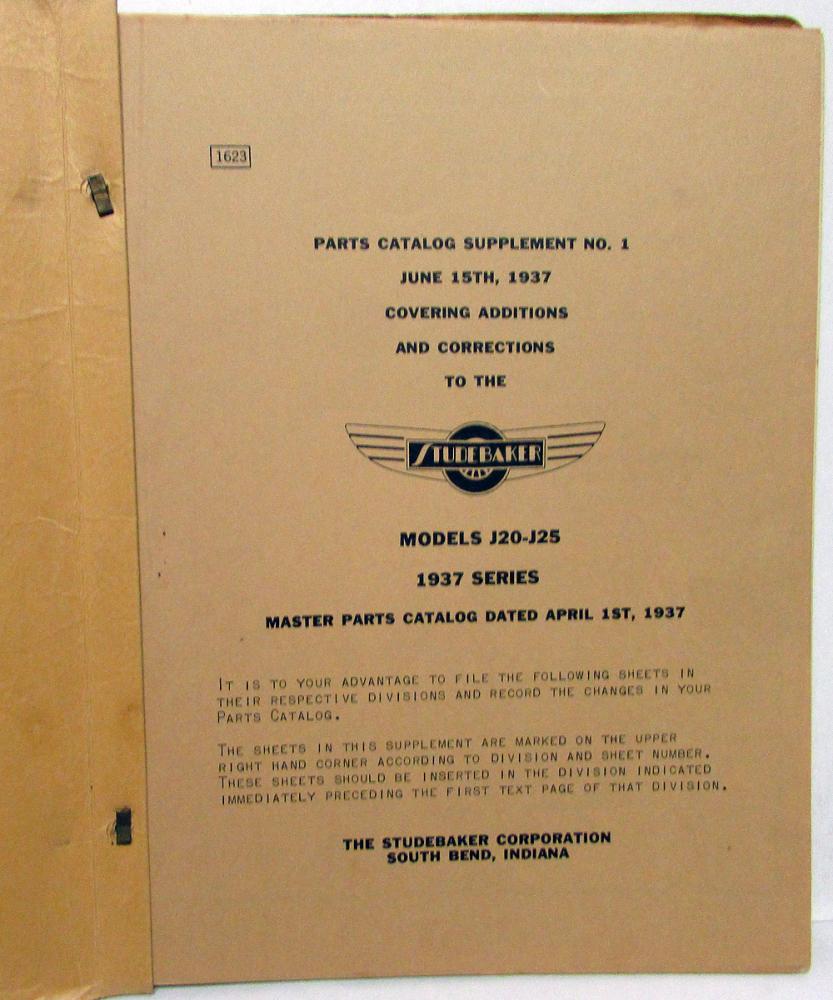 1623
PARTS CATALOG SUPPLEMENT NO. 1
JUNE 15TH, 1937
COVERING ADDITIONS
AND CORRECTIONS
TO THE
STUDEBAKER
MODELS J20-J25
1937 SERIES
MASTER PARTS CATALOG DATED APRIL 1ST, 1937
IT IS TO YOUR ADVANTAGE TO FILE THE FOLLOWING SHEETS IN
THEIR RESPECTIVE DIVISIONS AND RECORD THE CHANGES IN YOUR
PARTS CATALOG.
THE SHEETS IN THIS SUPPLEMENT ARE MARKED ON THE UPPER
RIGHT HAND CORNER ACCORDING TO DIVISION AND SHEET NUMBER.
THESE SHEETS SHOULD BE INSERTED IN THE DIVISION INDICATED
IMMEDIATELY PRECEDING THE FIRST TEXT PAGE OF THAT DIVISION.
THE STUDEBAKER CORPORATION
SOUTH BEND, INDIANA